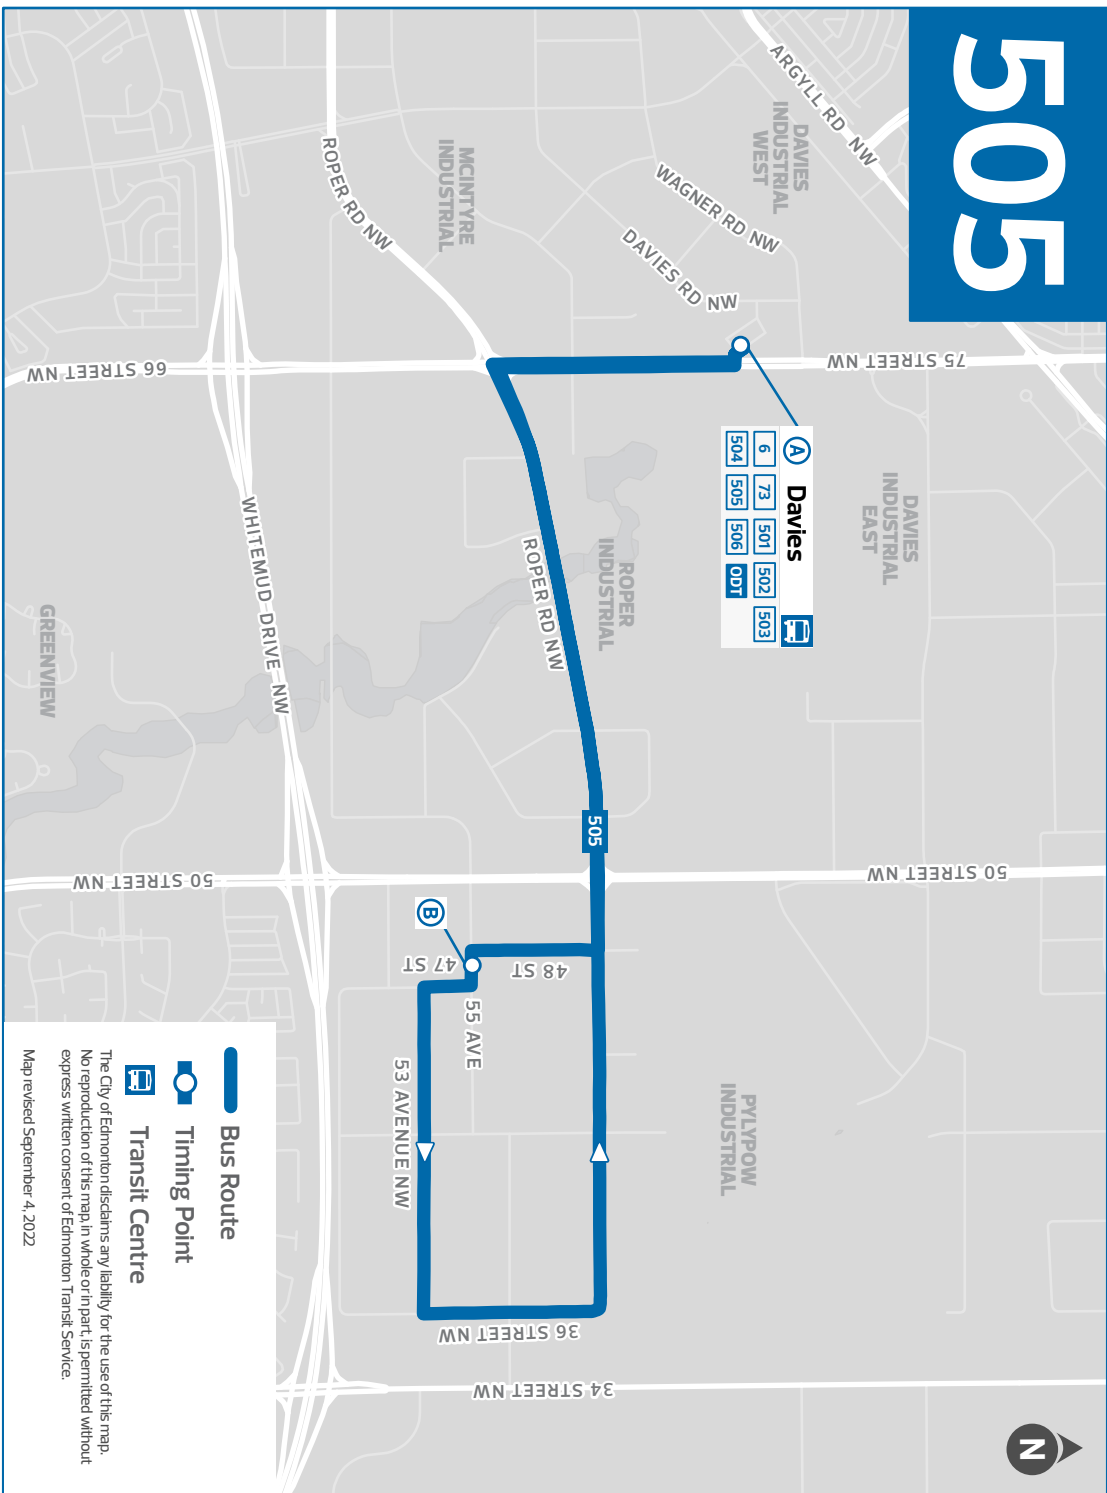 505
ARGYLL RD NW
DAVIES
INDUSTRIAL
WEST
WAGNER RD NW
DAVIES RD NW
MCINTYRE
INDUSTRIAL
ROPER RD NW
75 STREET NW
66 STREET NW
A Davies
6 73 501 502 503
504 505 506 ODT
DAVIES
INDUSTRIAL
EAST
ROPER
INDUSTRIAL
ROPER RD NW
WHITEMUD DRIVE NW
GREENVIEW
505
50 STREET NW
50 STREET NW
B
48 ST
47 ST
55 AVE
53 AVENUE NW
PYLYPOW
INDUSTRIAL
36 STREET NW
34 STREET NW
N
Bus Route
Timing Point
Transit Centre
The City of Edmonton disclaims any liability for the use of this map.
No reproduction of this map, in whole or in part, is permitted without
express written consent of Edmonton Transit Service.
Map revised September 4, 2022